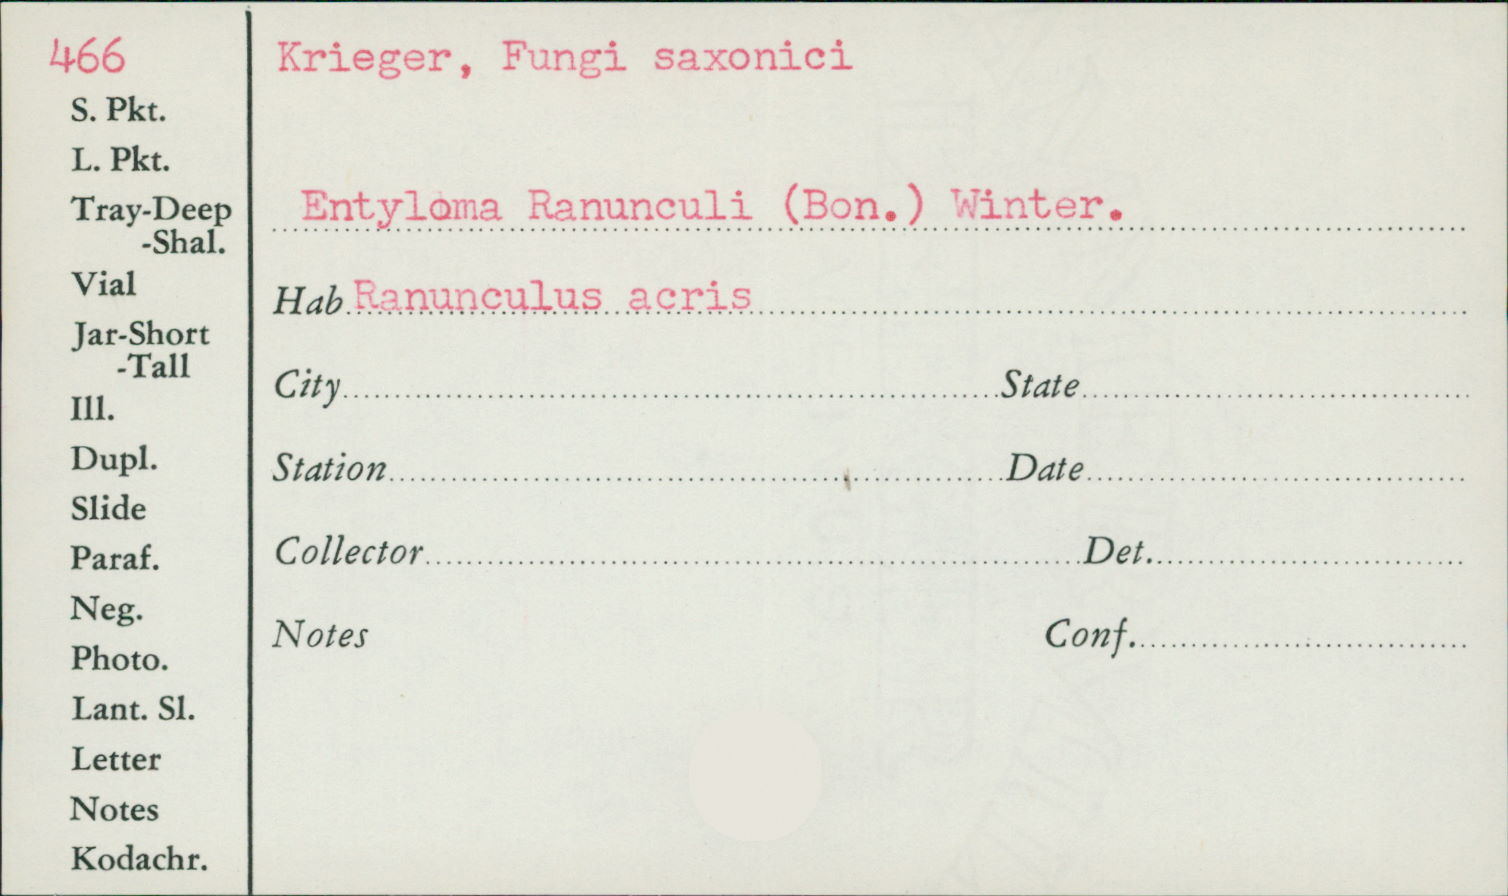 466
Krieger, Fungi saxonici
S. Pkt.
L. Pkt.
Tray-Deep
-Shal.
Vial
Jar-Short
-Tall
Ill.
Dupl.
Slide
Paraf.
Neg.
Photo.
Lant. Sl.
Letter
Notes
Kodachr.
Entyloma Ranunculi (Bon.) Winter.
Hab Ranunculus acris
City State
Station Date
Collector Det.
Notes Conf.